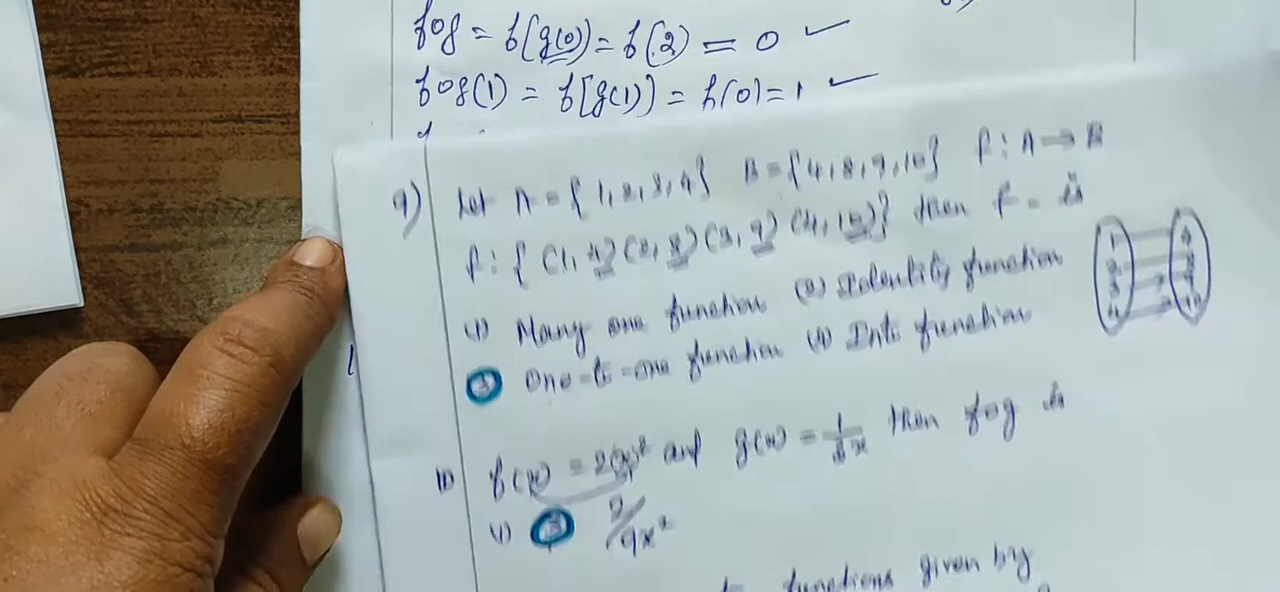 fog = f(g(0)) = f(2) = 0 ✓
fog(1) = f[g(1)] = f(0) = 1 ✓
9) Let A = {1, 2, 3, 4} B = {4, 8, 9, 10} f : A → B
f : { (1, 4) (2, 8) (3, 9) (4, 10)} then f is
(1) Many one function (2) Identity function
(3) One-to-one function (4) Into function
10 f(x) = 2(x)² and g(x) = 1/3x then fog is
(1) (3) 2/9x²
functions given by